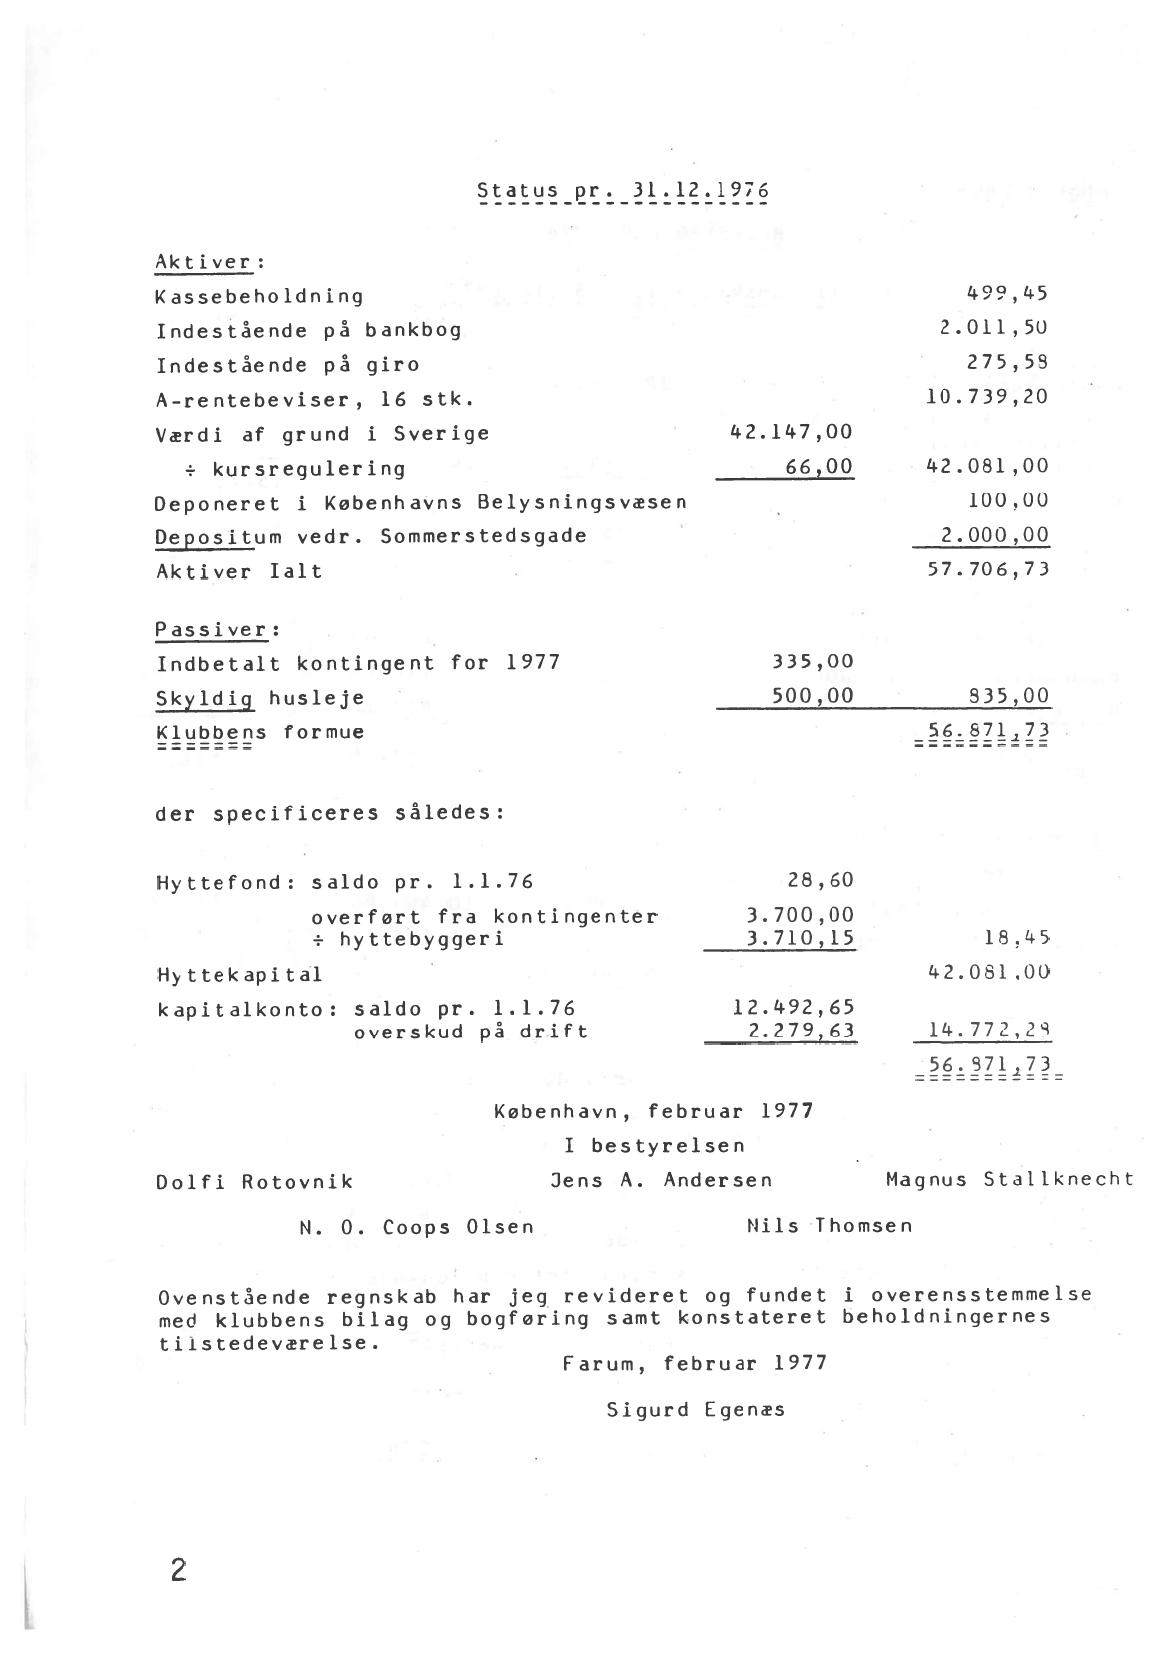 Status pr. 31.12.1976
Aktiver:
Kassebeholdning 499,45
Indestående på bankbog 2.011,50
Indestående på giro 275,58
A-rentebeviser, 16 stk. 10.739,20
Værdi af grund i Sverige 42.147,00
÷ kursregulering 66,00 42.081,00
Deponeret i Københavns Belysningsvæsen 100,00
Depositum vedr. Sommerstedsgade 2.000,00
Aktiver Ialt 57.706,73
Passiver:
Indbetalt kontingent for 1977 335,00
Skyldig husleje 500,00 835,00
Klubbens formue 56.871,73
der specificeres således:
Hyttefond: saldo pr. 1.1.76 28,60
overført fra kontingenter 3.700,00
÷ hyttebyggeri 3.710,15 18,45
Hyttekapital 42.081,00
kapitalkonto: saldo pr. 1.1.76 12.492,65
overskud på drift 2.279,63 14.772,28
56.871,73
København, februar 1977
I bestyrelsen
Dolfi Rotovnik Jens A. Andersen Magnus Stallknecht
N. O. Coops Olsen Nils Thomsen
Ovenstående regnskab har jeg revideret og fundet i overensstemmelse
med klubbens bilag og bogføring samt konstateret beholdningernes
tilstedeværelse.
Farum, februar 1977
Sigurd Egenæs
2